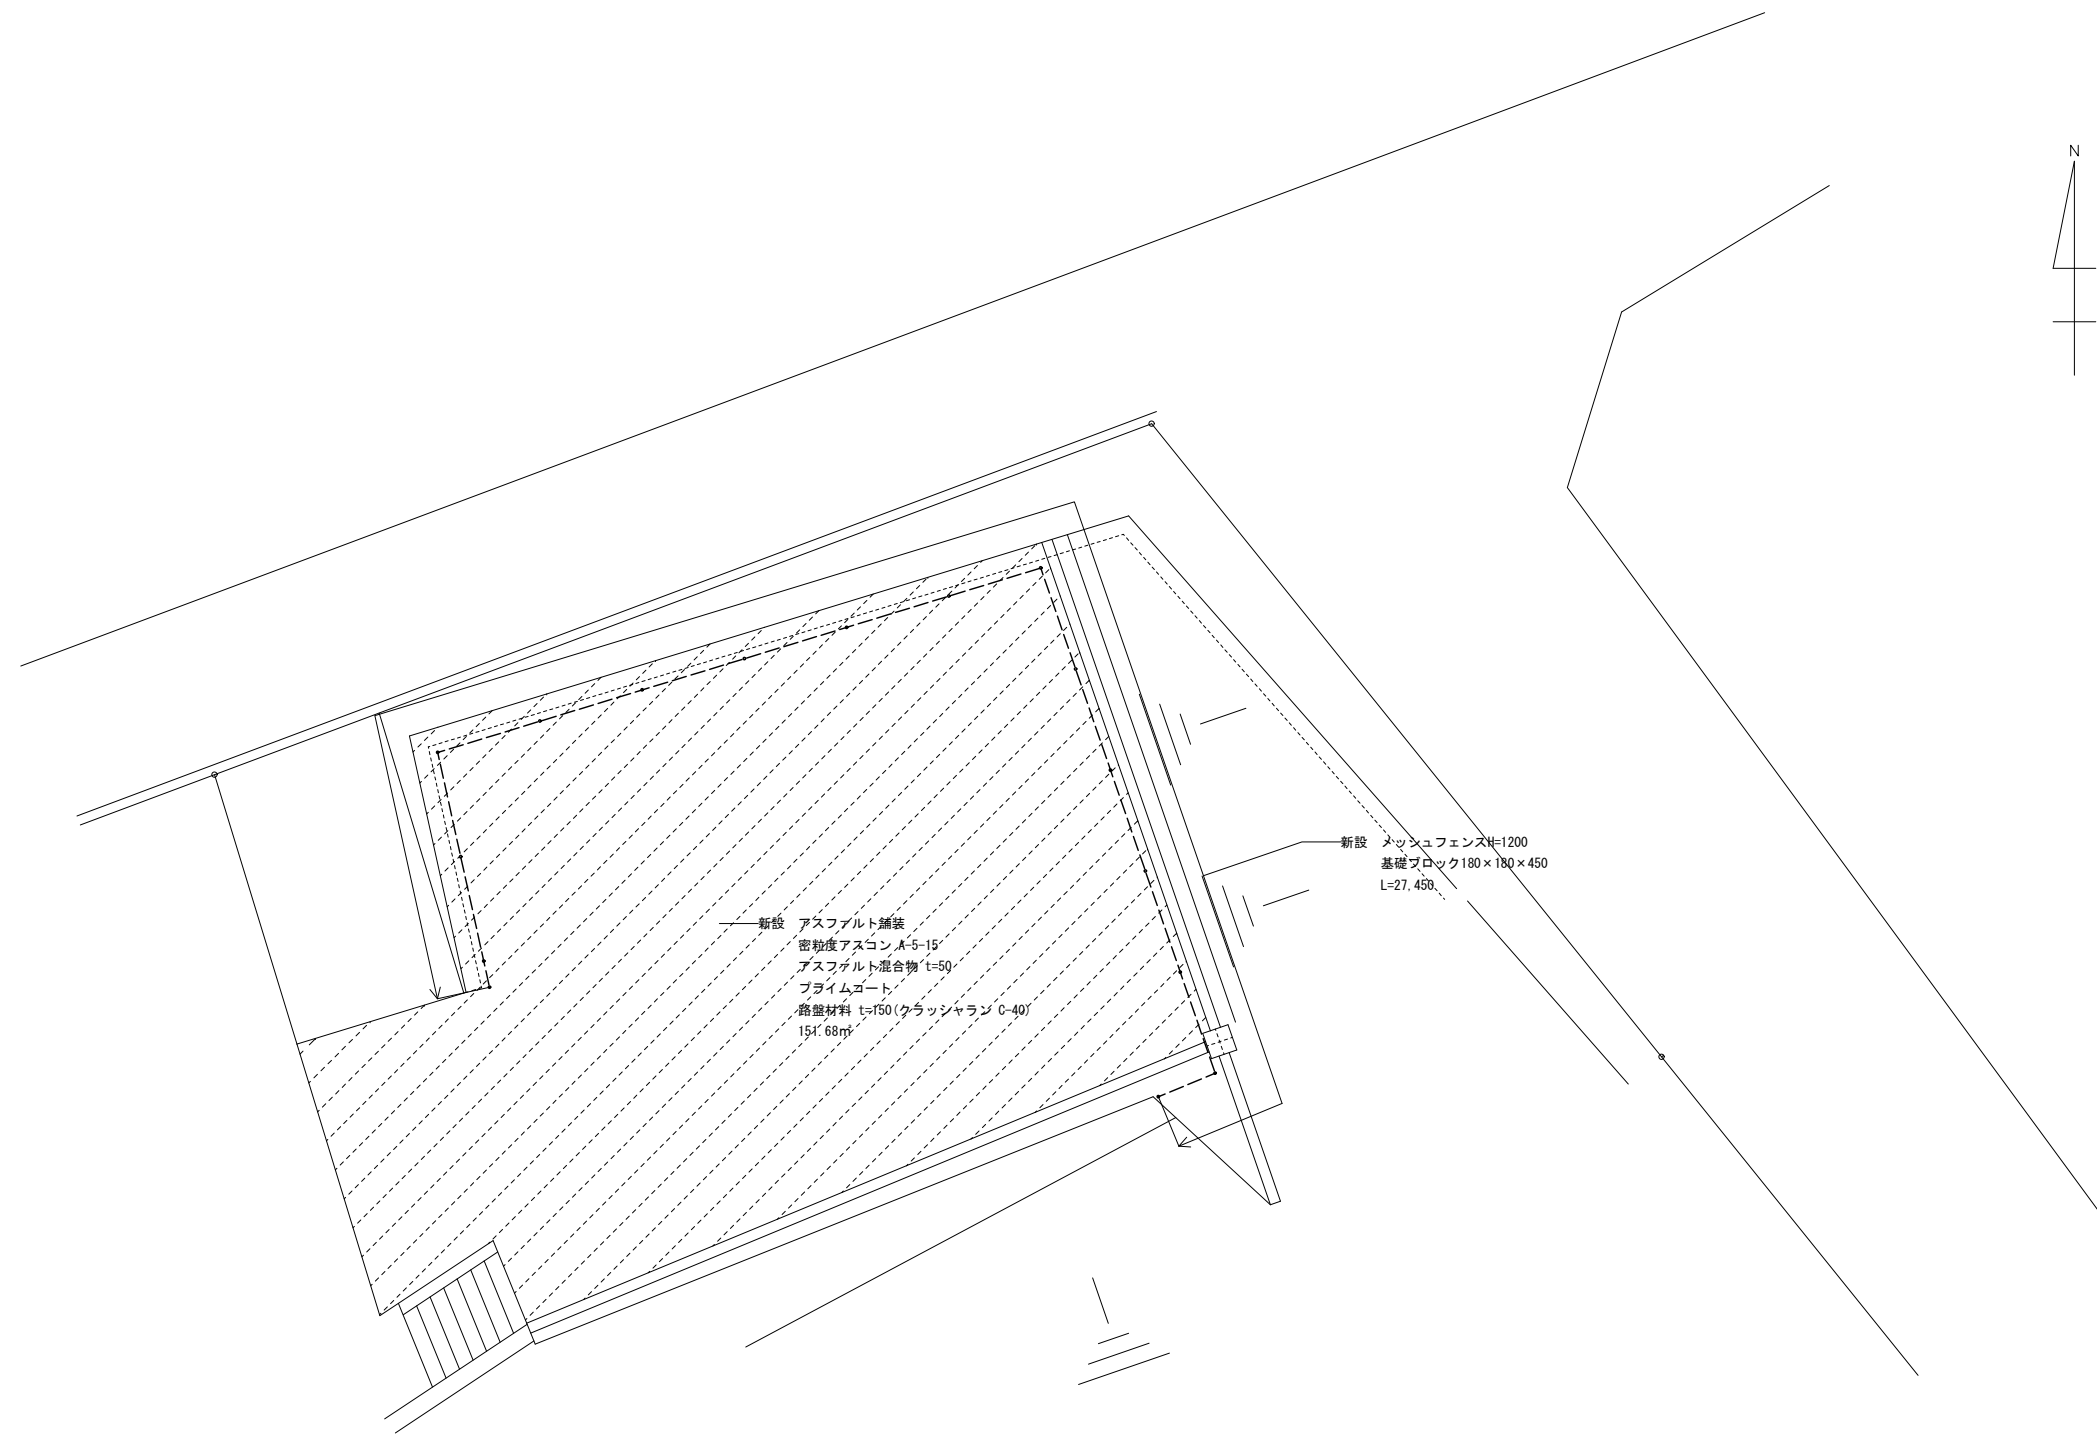 N
新設　メッシュフェンスH=1200
基礎ブロック180×180×450
L=27,450
新設　アスファルト舗装
密粒度アスコン A-5-15
アスファルト混合物 t=50
プライムコート
路盤材料 t=150(クラッシャラン C-40)
151.68㎡